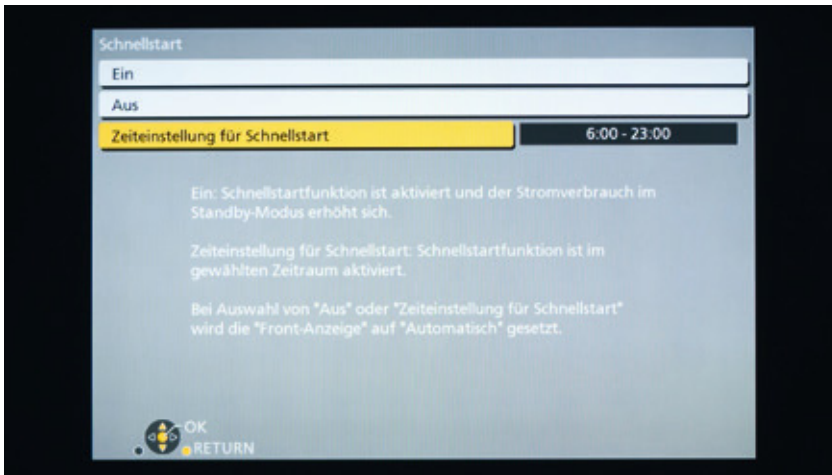 Schnellstart
Ein
Aus
Zeiteinstellung für Schnellstart 6:00 - 23:00
Ein: Schnellstartfunktion ist aktiviert und der Stromverbrauch im
Standby-Modus erhöht sich.
Zeiteinstellung für Schnellstart: Schnellstartfunktion ist im
gewählten Zeitraum aktiviert.
Bei Auswahl von "Aus" oder "Zeiteinstellung für Schnellstart"
wird die "Front-Anzeige" auf "Automatisch" gesetzt.
OK
RETURN